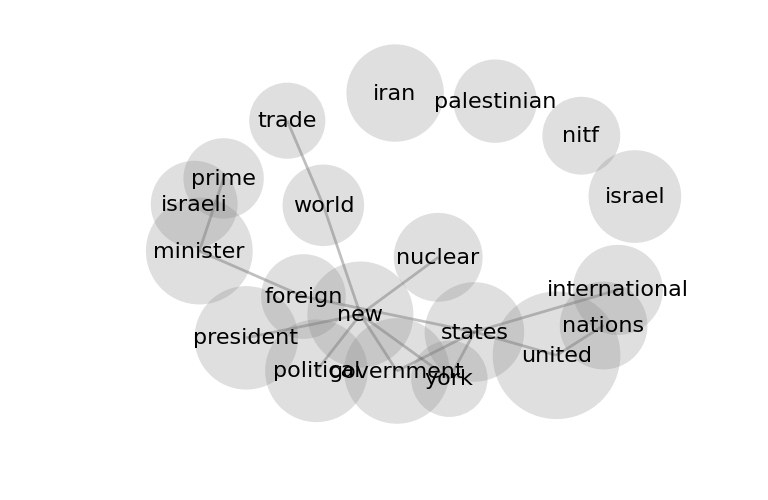 iran
palestinian
trade
nitf
prime
israel
israeli
world
minister
nuclear
international
foreign
new
nations
states
president
united
political
government
york